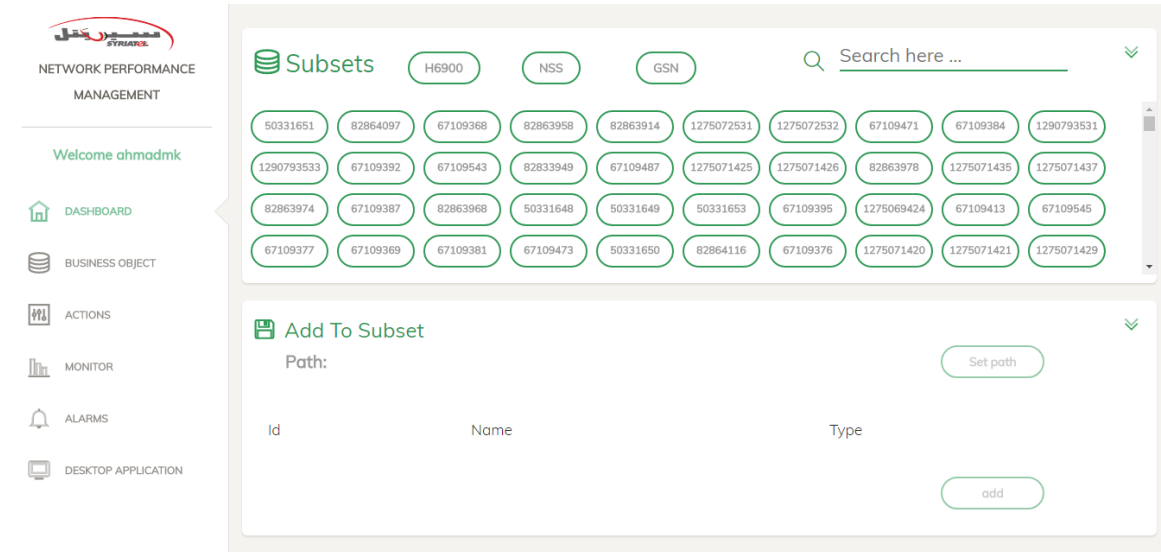 سيريتل
SYRIATEL
NETWORK PERFORMANCE
MANAGEMENT
Welcome ahmadmk
DASHBOARD
BUSINESS OBJECT
ACTIONS
MONITOR
ALARMS
DESKTOP APPLICATION
Subsets H6900 NSS GSN Search here ...
50331651 82864097 67109368 82863958 82863914 1275072531 1275072532 67109471 67109384 1290793531
1290793533 67109392 67109543 82833949 67109487 1275071425 1275071426 82863978 1275071435 1275071437
82863974 67109387 82863968 50331648 50331649 50331653 67109395 1275069424 67109413 67109545
67109377 67109369 67109381 67109473 50331650 82864116 67109376 1275071420 1275071421 1275071429
Add To Subset
Path: Set path
Id Name Type
add